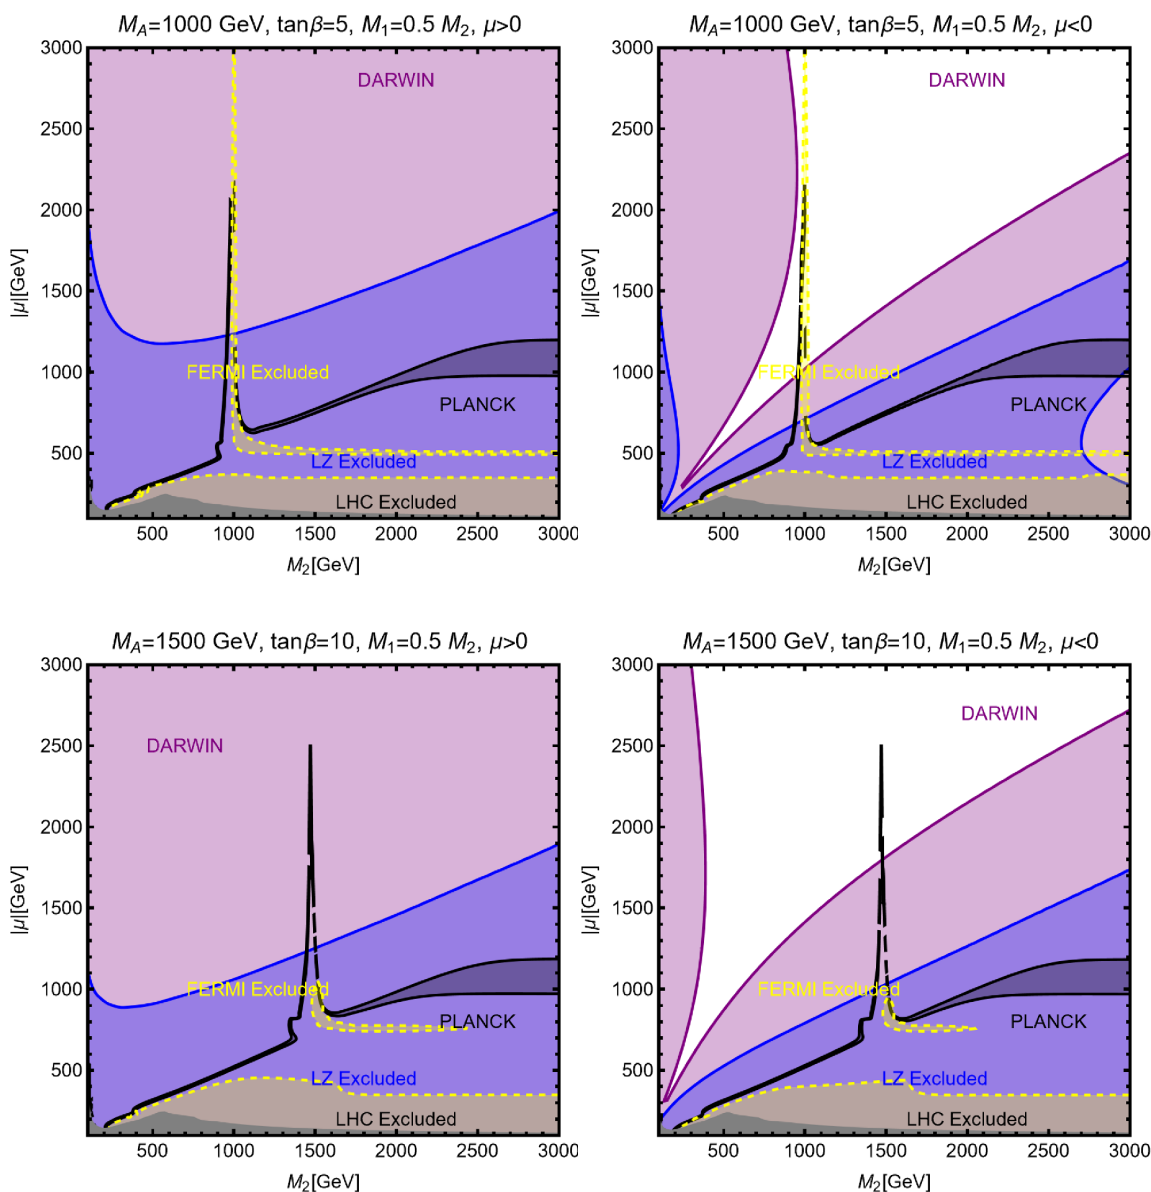 M_A=1000 GeV, tanβ=5, M_1=0.5 M_2, μ>0
3000
2500
2000
1500
1000
500
|μ|[GeV]
DARWIN
FERMI Excluded
PLANCK
LZ Excluded
LHC Excluded
500 1000 1500 2000 2500 3000
M_2[GeV]
M_A=1000 GeV, tanβ=5, M_1=0.5 M_2, μ<0
3000
2500
2000
1500
1000
500
|μ|[GeV]
DARWIN
FERMI Excluded
PLANCK
LZ Excluded
LHC Excluded
500 1000 1500 2000 2500 3000
M_2[GeV]
M_A=1500 GeV, tanβ=10, M_1=0.5 M_2, μ>0
3000
2500
2000
1500
1000
500
|μ|[GeV]
DARWIN
FERMI Excluded
PLANCK
LZ Excluded
LHC Excluded
500 1000 1500 2000 2500 3000
M_2[GeV]
M_A=1500 GeV, tanβ=10, M_1=0.5 M_2, μ<0
3000
2500
2000
1500
1000
500
|μ|[GeV]
DARWIN
FERMI Excluded
PLANCK
LZ Excluded
LHC Excluded
500 1000 1500 2000 2500 3000
M_2[GeV]